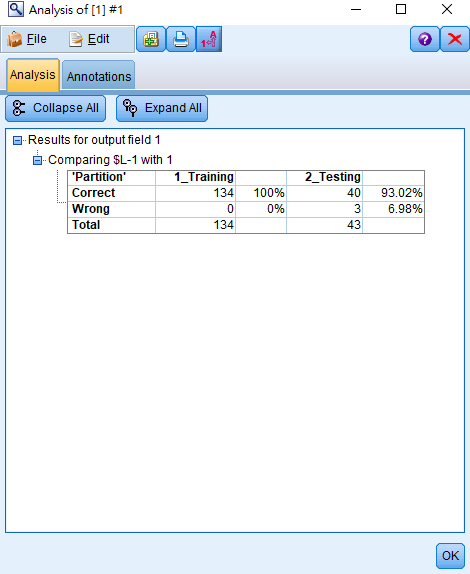 Analysis of [1] #1
File Edit
Analysis Annotations
Collapse All Expand All
Results for output field 1
Comparing $L-1 with 1
'Partition' 1_Training 2_Testing
Correct 134 100% 40 93.02%
Wrong 0 0% 3 6.98%
Total 134 43
OK